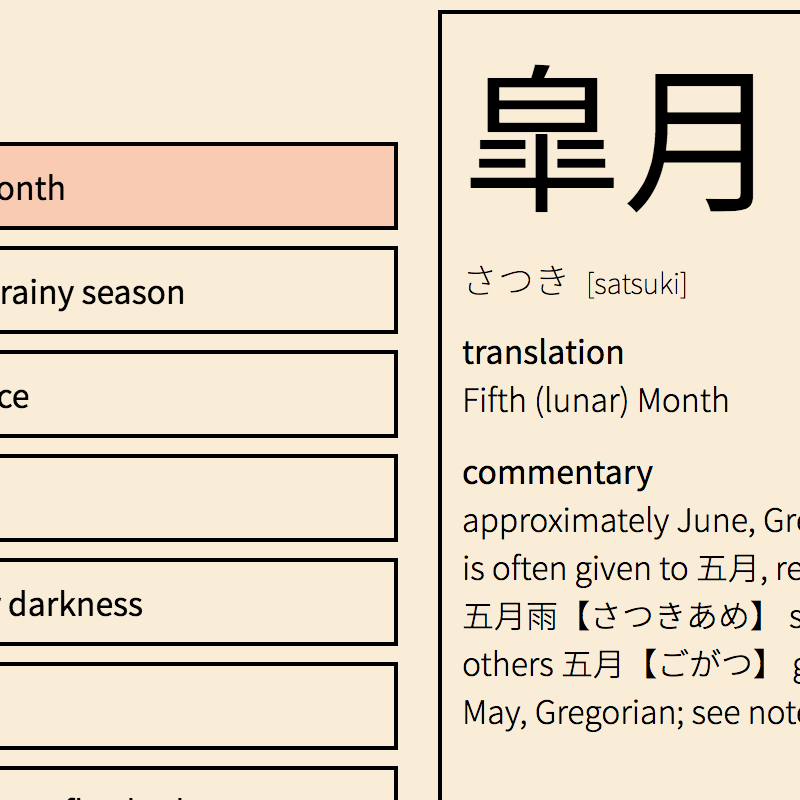 onth
rainy season
ce
darkness
皐月
さつき [satsuki]
translation
Fifth (lunar) Month
commentary
approximately June, Gre
is often given to 五月, re
五月雨【さつきあめ】 s
others 五月【ごがつ】 g
May, Gregorian; see note